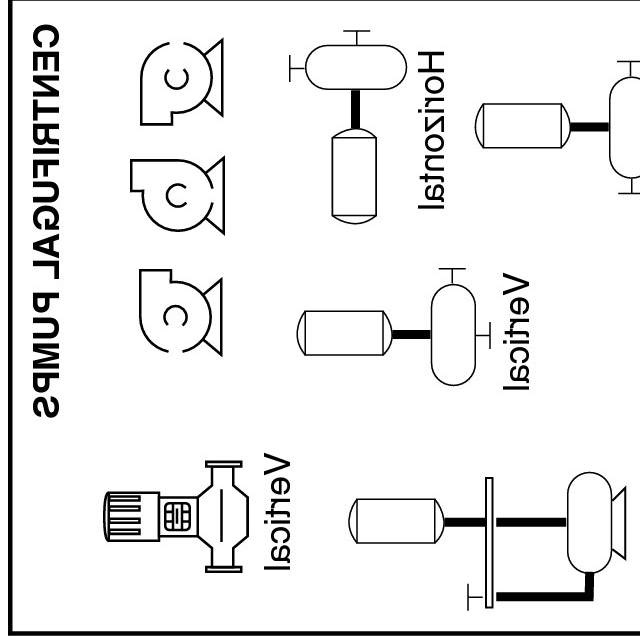 CENTRIFUGAL PUMPS
Horizontal
Vertical
Vertical